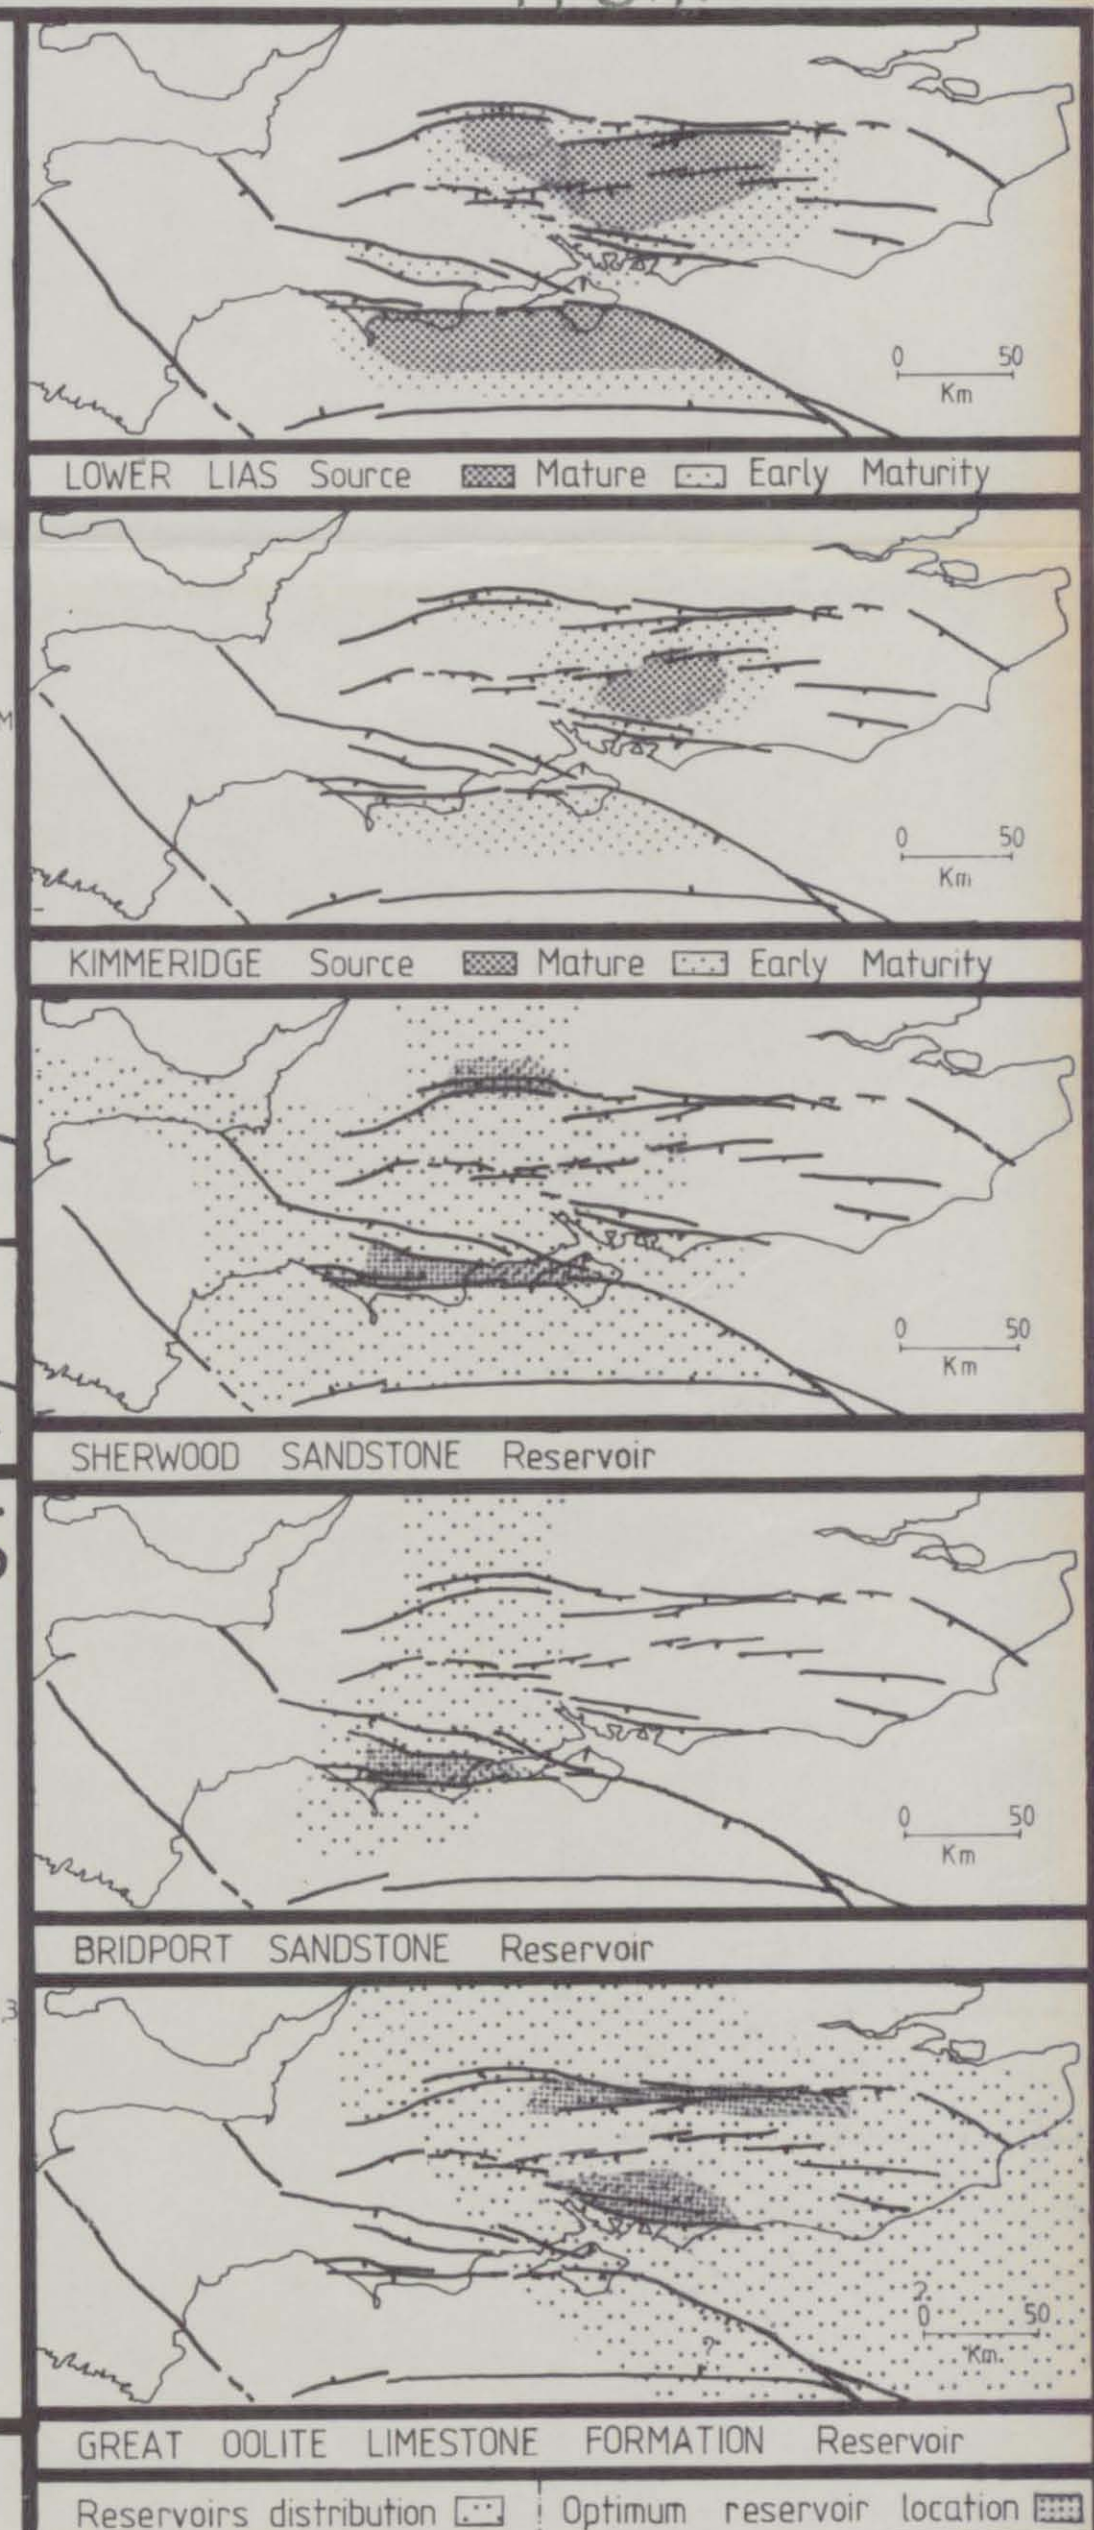 0 50
Km
LOWER LIAS Source Mature Early Maturity
0 50
Km
KIMMERIDGE Source Mature Early Maturity
M
0 50
Km
SHERWOOD SANDSTONE Reservoir
0 50
Km
BRIDPORT SANDSTONE Reservoir
3
?
0 50
?
Km.
GREAT OOLITE LIMESTONE FORMATION Reservoir
Reservoirs distribution Optimum reservoir location